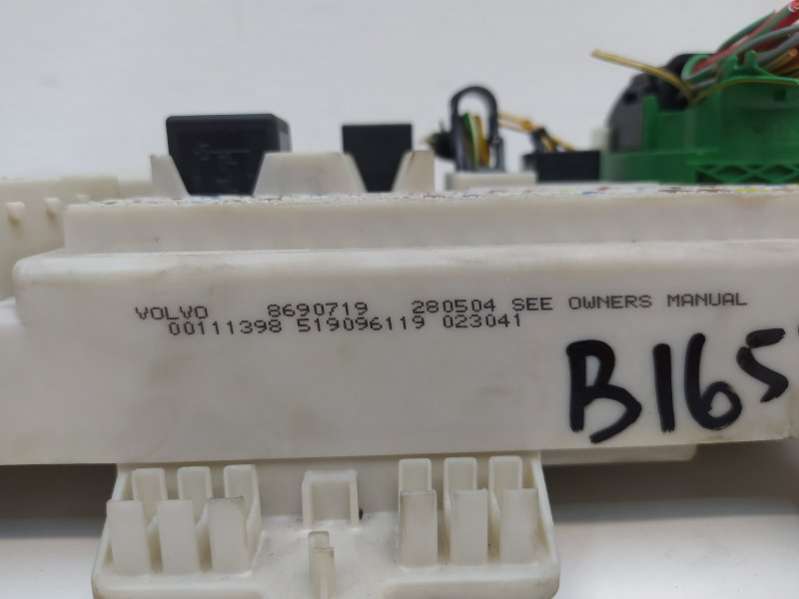 VOLVO 8690719 280504 SEE OWNERS MANUAL
00111398 519096119 023041
B165